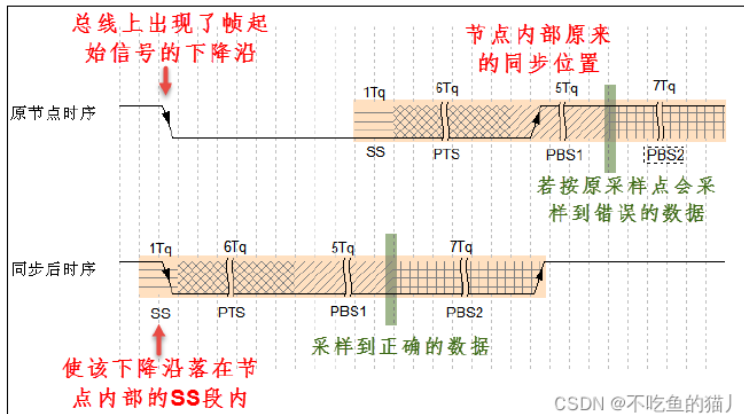 总线上出现了帧起
始信号的下降沿
节点内部原来
的同步位置
1Tq
6Tq
5Tq
7Tq
原节点时序
SS
PTS
PBS1
PBS2
若按原采样点会采
样到错误的数据
1Tq
6Tq
5Tq
7Tq
同步后时序
SS
PTS
PBS1
PBS2
采样到正确的数据
使该下降沿落在节
点内部的SS段内
CSDN @不吃鱼的猫丿